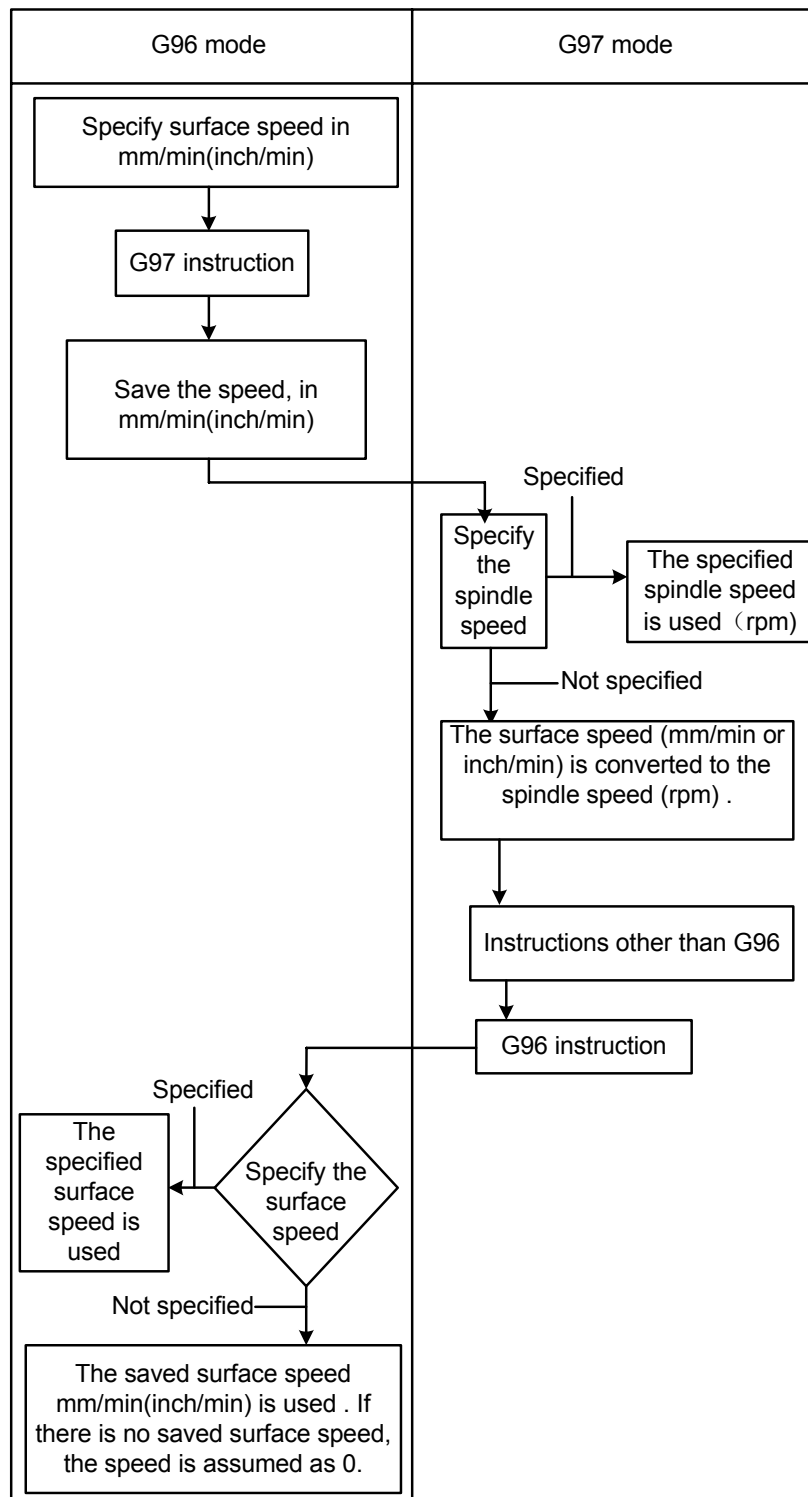 G96 mode
G97 mode
Specify surface speed in
mm/min(inch/min)
G97 instruction
Save the speed, in
mm/min(inch/min)
Specified
Specify
the
spindle
speed
The specified
spindle speed
is used（rpm)
Not specified
The surface speed (mm/min or
inch/min) is converted to the
spindle speed (rpm) .
Instructions other than G96
G96 instruction
Specified
The
specified
surface
speed is
used
Specify the
surface
speed
Not specified
The saved surface speed
mm/min(inch/min) is used . If
there is no saved surface speed,
the speed is assumed as 0.